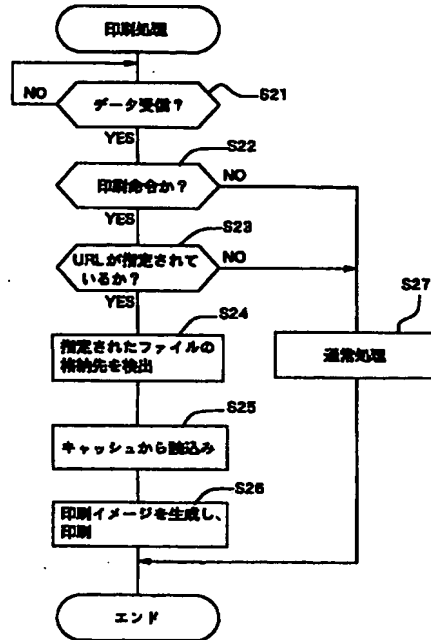 印刷処理
データ受信？
S21
NO
YES
S22
印刷命令か？
NO
YES
S23
URLが指定されて
いるか？
NO
YES
S24
S27
指定されたファイルの
格納先を検出
通常処理
S25
キャッシュから読込み
S26
印刷イメージを生成し、
印刷
エンド